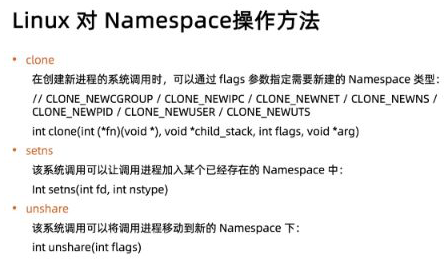 Linux 对 Namespace操作方法
• clone
在创建新进程的系统调用时，可以通过 flags 参数指定需要新建的 Namespace 类型：
// CLONE_NEWCGROUP / CLONE_NEWIPC / CLONE_NEWNET / CLONE_NEWNS /
CLONE_NEWPID / CLONE_NEWUSER / CLONE_NEWUTS
int clone(int (*fn)(void *), void *child_stack, int flags, void *arg)
• setns
该系统调用可以让调用进程加入某个已经存在的 Namespace 中：
Int setns(int fd, int nstype)
• unshare
该系统调用可以将调用进程移动到新的 Namespace 下：
int unshare(int flags)